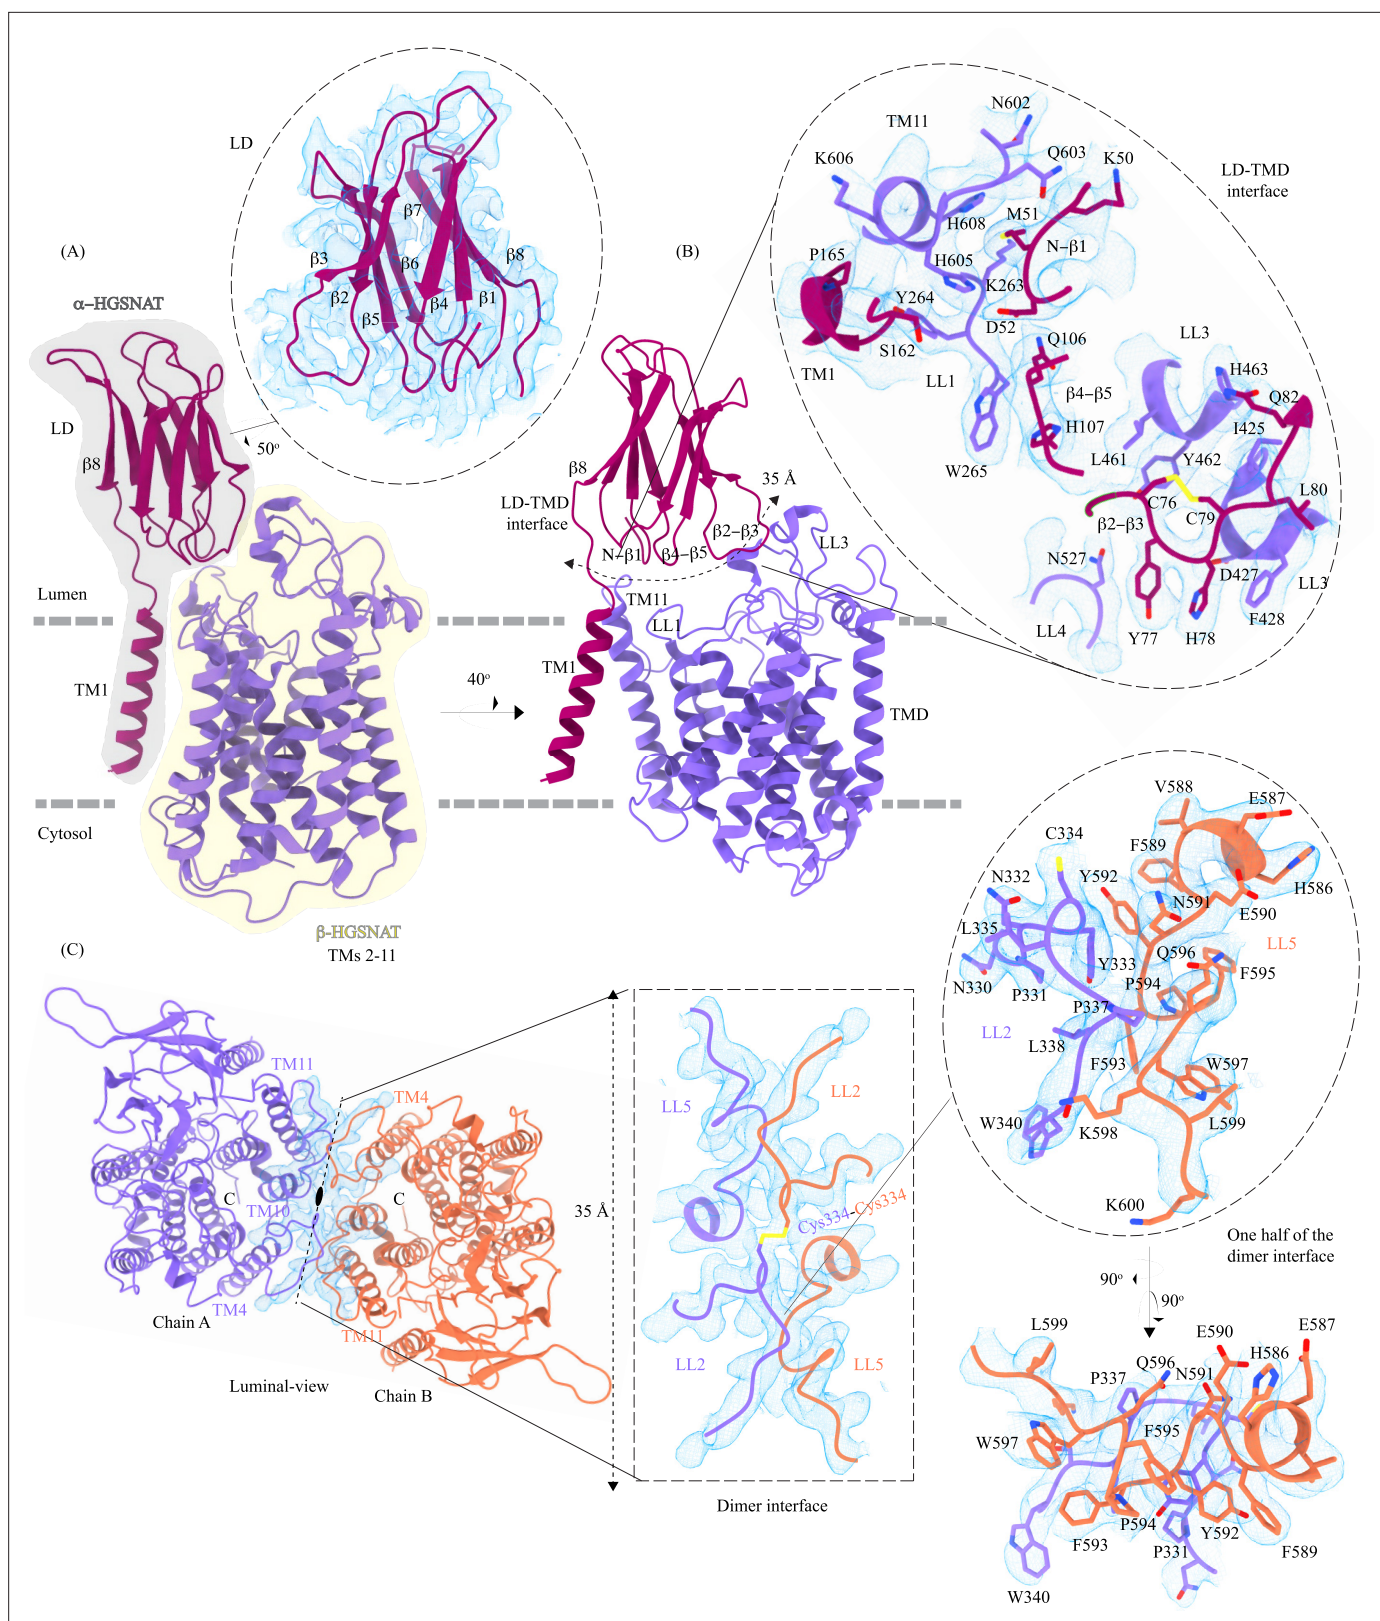 LD
(A)
α–HGSNAT
β3
β2
β5
β6
β7
β4
β1
β8
LD
β8
50º
Lumen
TM1
Cytosol
β-HGSNAT
TMs 2-11
40º
(B)
β8
LD-TMD
interface
35 Å
N–β1
β4–β5
β2–β3
LL3
TM11
LL1
TM1
TMD
LD-TMD
interface
N602
TM11
K606
Q603
K50
M51
H608
N–β1
P165
H605
K263
Y264
D52
S162
TM1
LL1
Q106
β4–β5
LL3
H463
Q82
I425
H107
W265
L461
Y462
C76
L80
C79
β2–β3
N527
D427
LL3
LL4
Y77
H78
F428
(C)
TM11
TM4
C
C
TM10
TM4
TM11
Chain A
Luminal-view
Chain B
35 Å
LL5
LL2
Cys334-Cys334
LL2
LL5
Dimer interface
V588
E587
C334
F589
N332
Y592
H586
N591
E590
L335
LL5
Q596
Y333
F595
N330
P331
P594
P337
LL2
L338
F593
W597
W340
K598
L599
K600
One half of the
dimer interface
90º
90º
L599
E590
E587
Q596
H586
P337
N591
W597
F595
P594
F593
Y592
P331
F589
W340